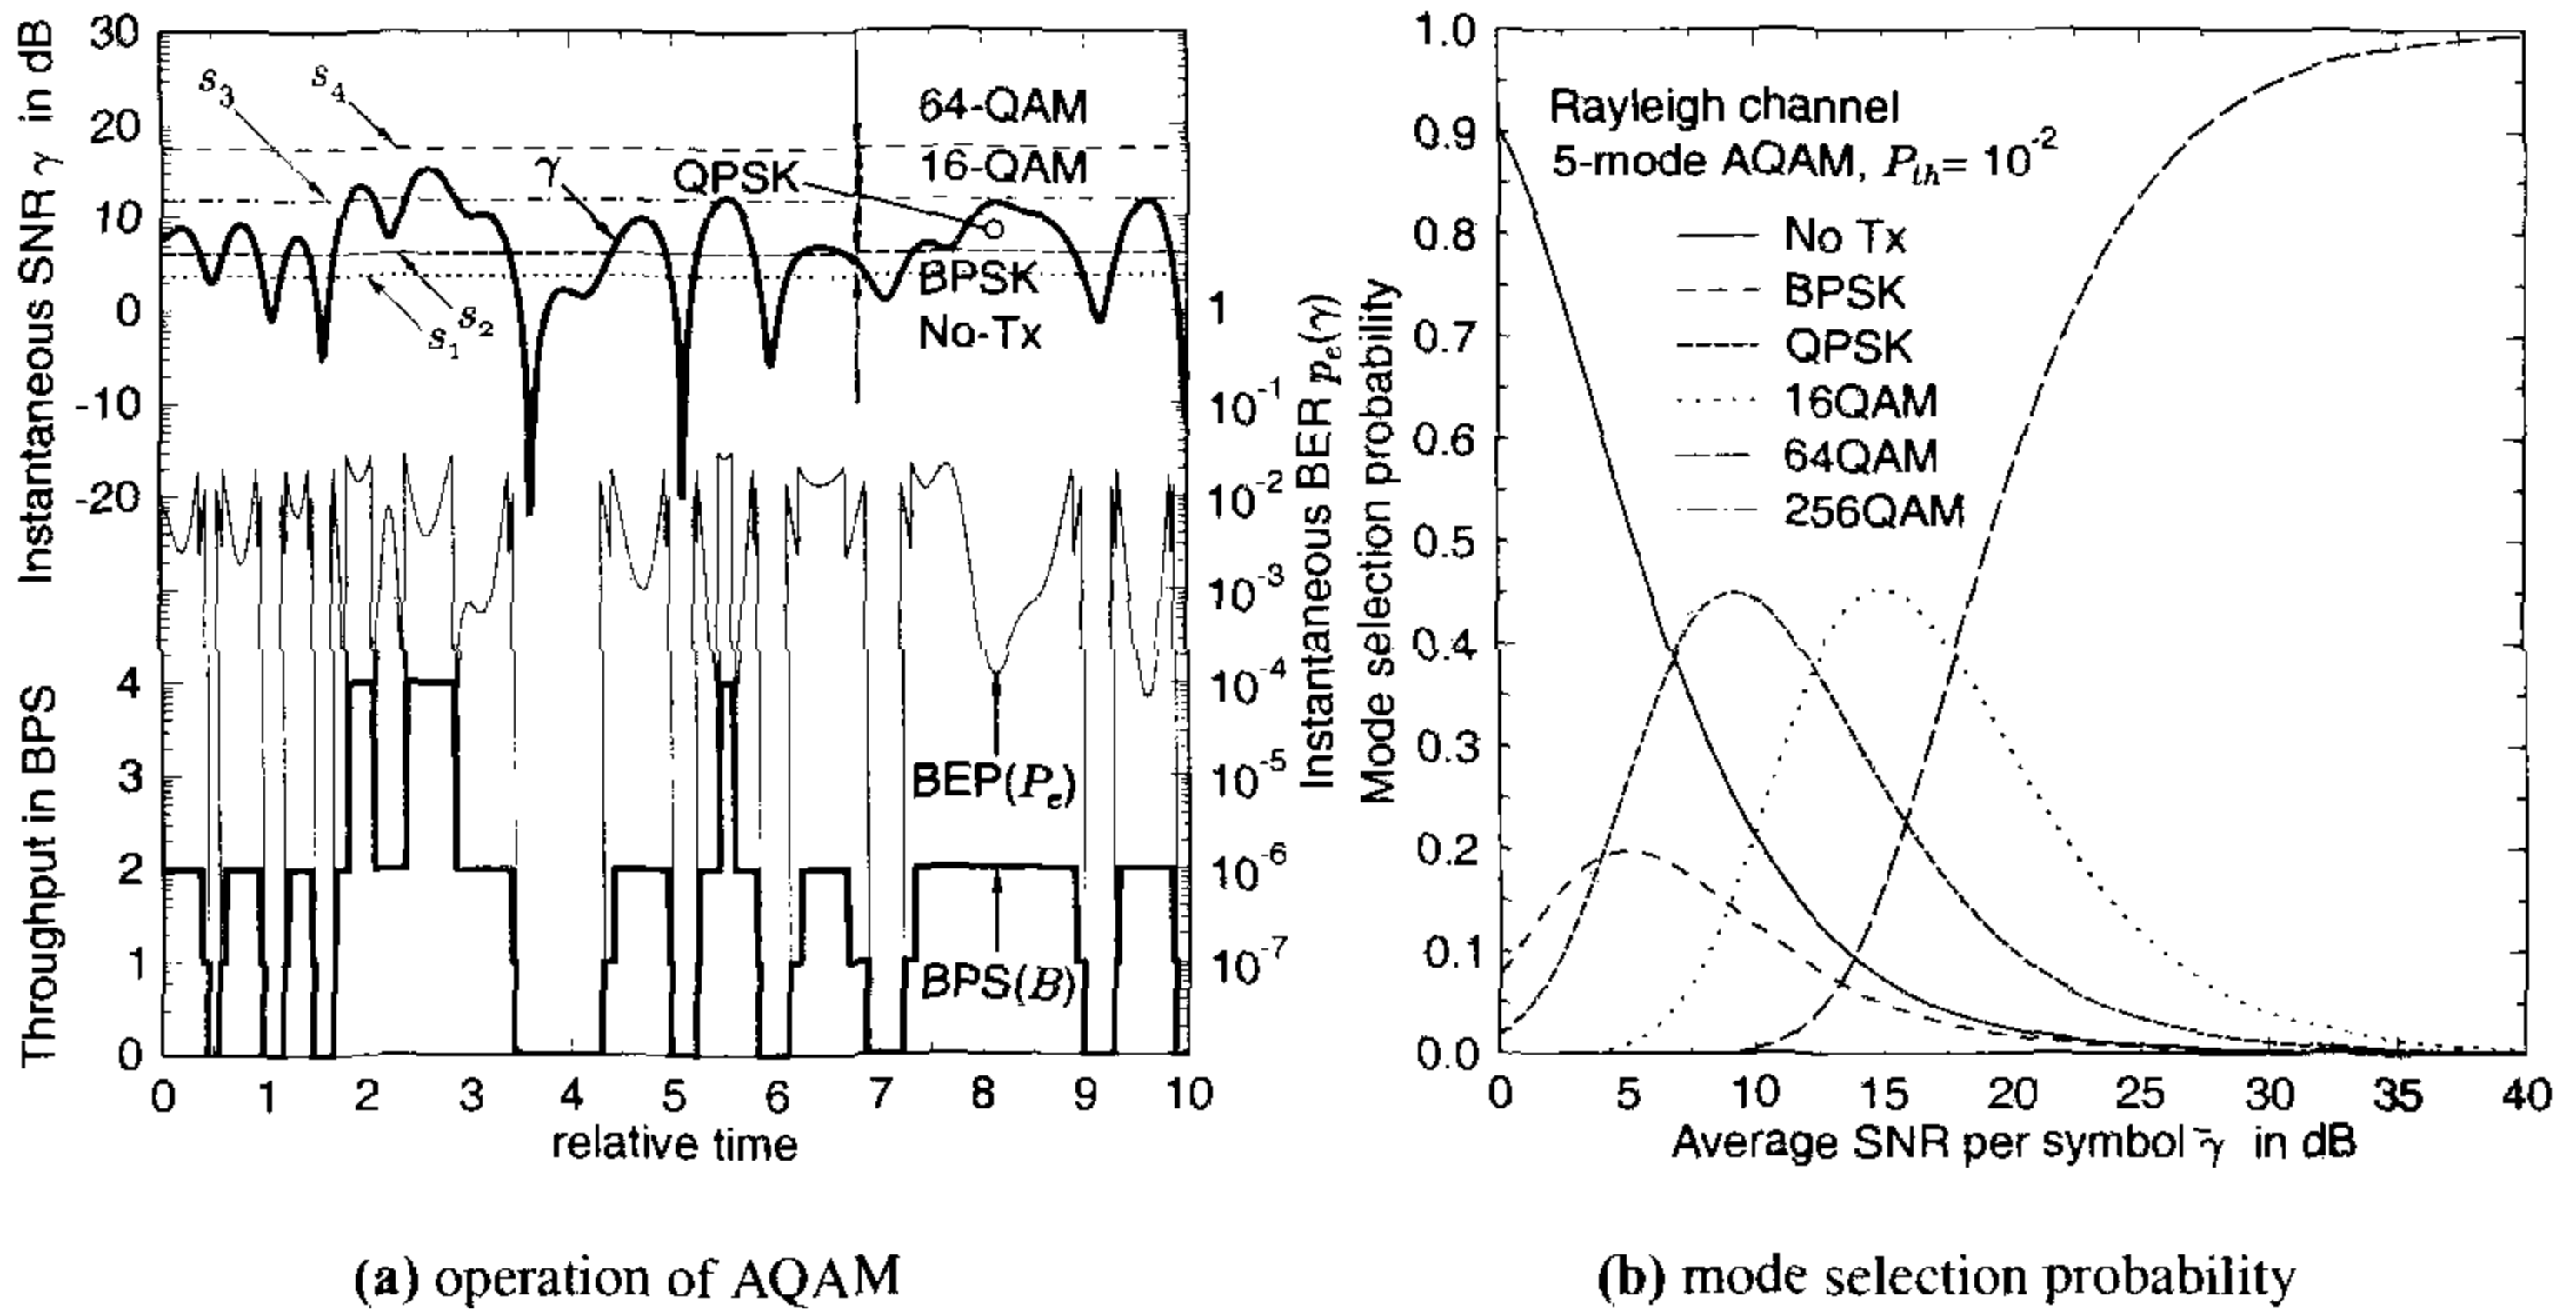 Instantaneous SNR γ in dB
Throughput in BPS
30
20
10
0
-10
-20
4
3
2
1
0
s3
s4
γ
QPSK
64-QAM
16-QAM
BPSK
No-Tx
s2
s1
BEP(Pe)
BPS(B)
1
10-1
10-2
10-3
10-4
10-5
10-6
10-7
Instantaneous BER pe(γ)
0 1 2 3 4 5 6 7 8 9 10
relative time
(a) operation of AQAM
Mode selection probability
1.0
0.9
0.8
0.7
0.6
0.5
0.4
0.3
0.2
0.1
0.0
Rayleigh channel
5-mode AQAM, Pth= 10-2
No Tx
BPSK
QPSK
16QAM
64QAM
256QAM
0 5 10 15 20 25 30 35 40
Average SNR per symbol γ̄ in dB
(b) mode selection probability